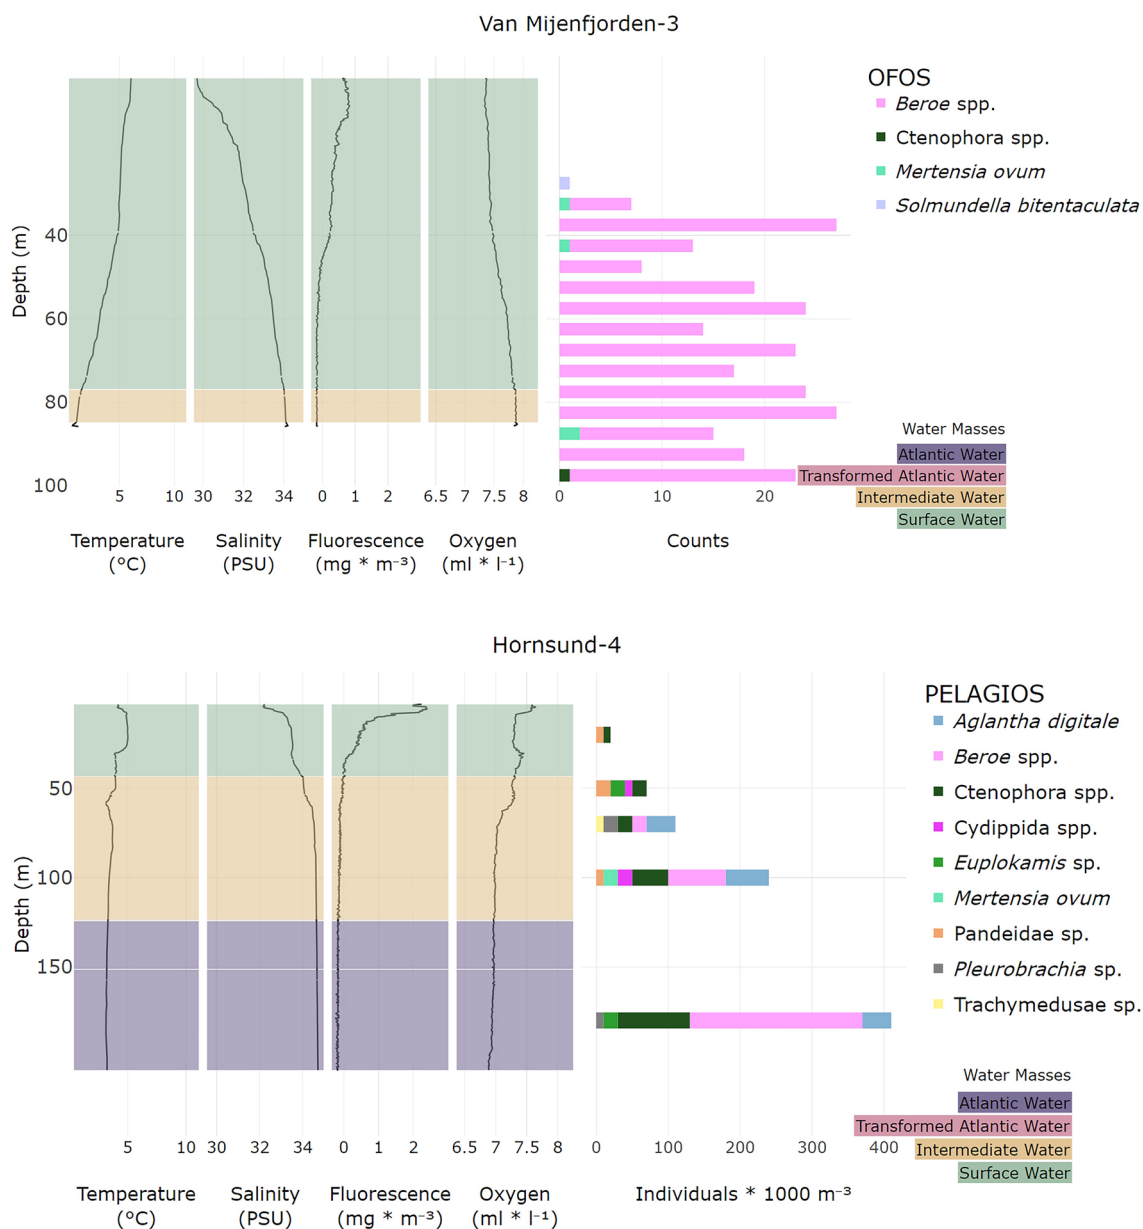 Van Mijenfjorden-3
OFOS
Beroe spp.
Ctenophora spp.
Mertensia ovum
Solmundella bitentaculata
Depth (m)
40
60
80
100
5 10 30 32 34 0 1 2 3 6.5 7 7.5 8 0 10 20
Temperature Salinity Fluorescence Oxygen Counts
(°C) (PSU) (mg * m⁻³) (ml * l⁻¹)
Water Masses
Atlantic Water
Transformed Atlantic Water
Intermediate Water
Surface Water
Hornsund-4
PELAGIOS
Aglantha digitale
Beroe spp.
Ctenophora spp.
Cydippida spp.
Euplokamis sp.
Mertensia ovum
Pandeidae sp.
Pleurobrachia sp.
Trachymedusae sp.
Depth (m)
50
100
150
5 10 30 32 34 0 1 2 6.5 7 7.5 8 0 100 200 300 400
Temperature Salinity Fluorescence Oxygen Individuals * 1000 m⁻³
(°C) (PSU) (mg * m⁻³) (ml * l⁻¹)
Water Masses
Atlantic Water
Transformed Atlantic Water
Intermediate Water
Surface Water